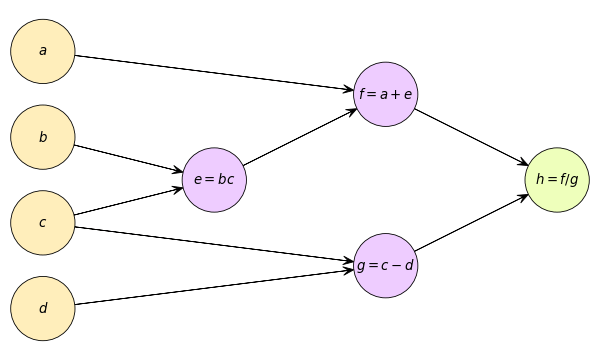 a
f = a + e
b
e = bc
h = f/g
c
g = c − d
d